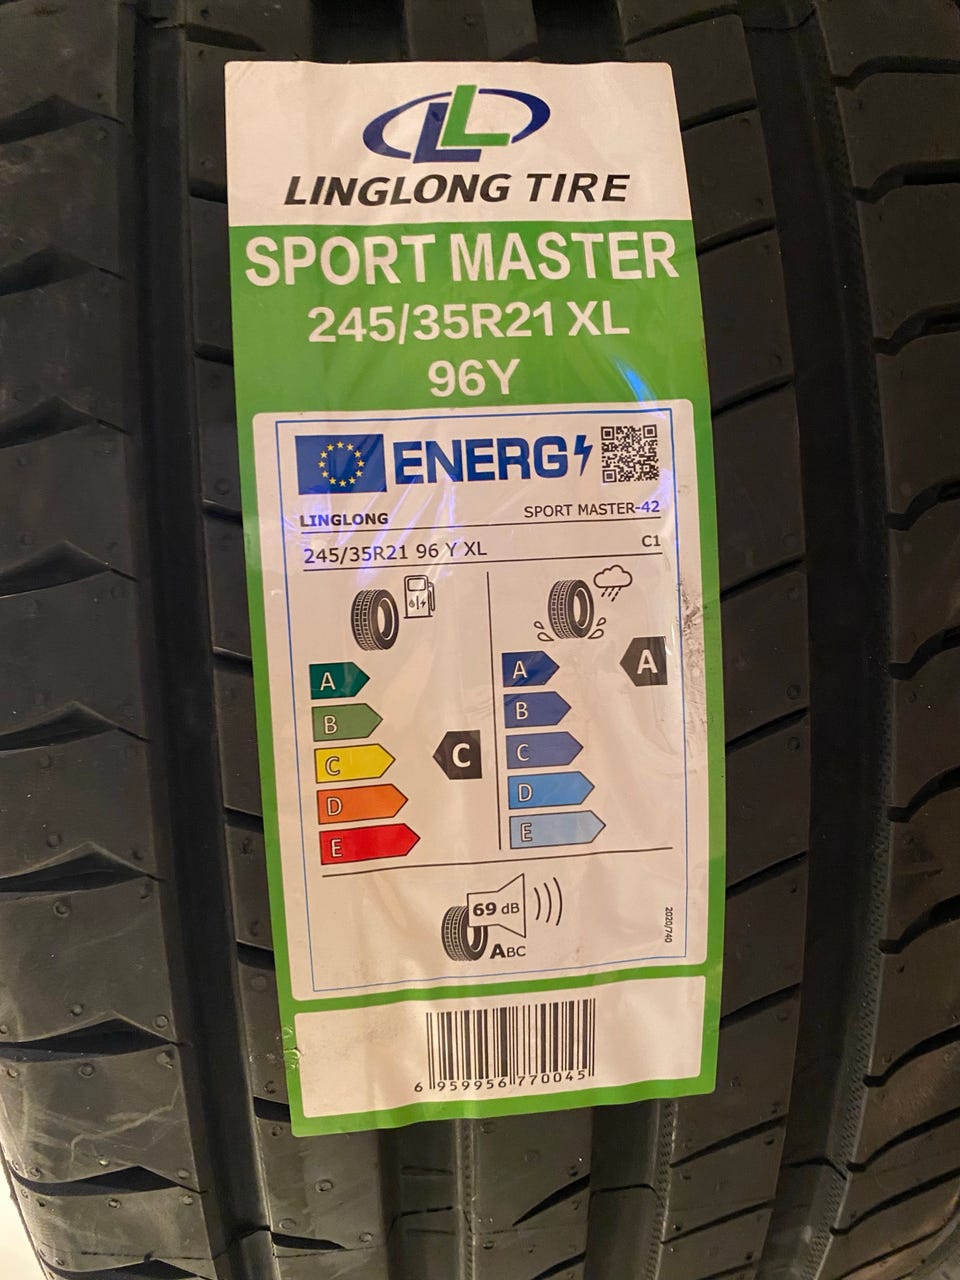 LL
LINGLONG TIRE
SPORT MASTER
245/35R21 XL
96Y
ENERG
LINGLONG SPORT MASTER-42
245/35R21 96 Y XL C1
A A A
B B
C C C
D D
E E
69 dB
ABC
2020/740
6 959956 770045